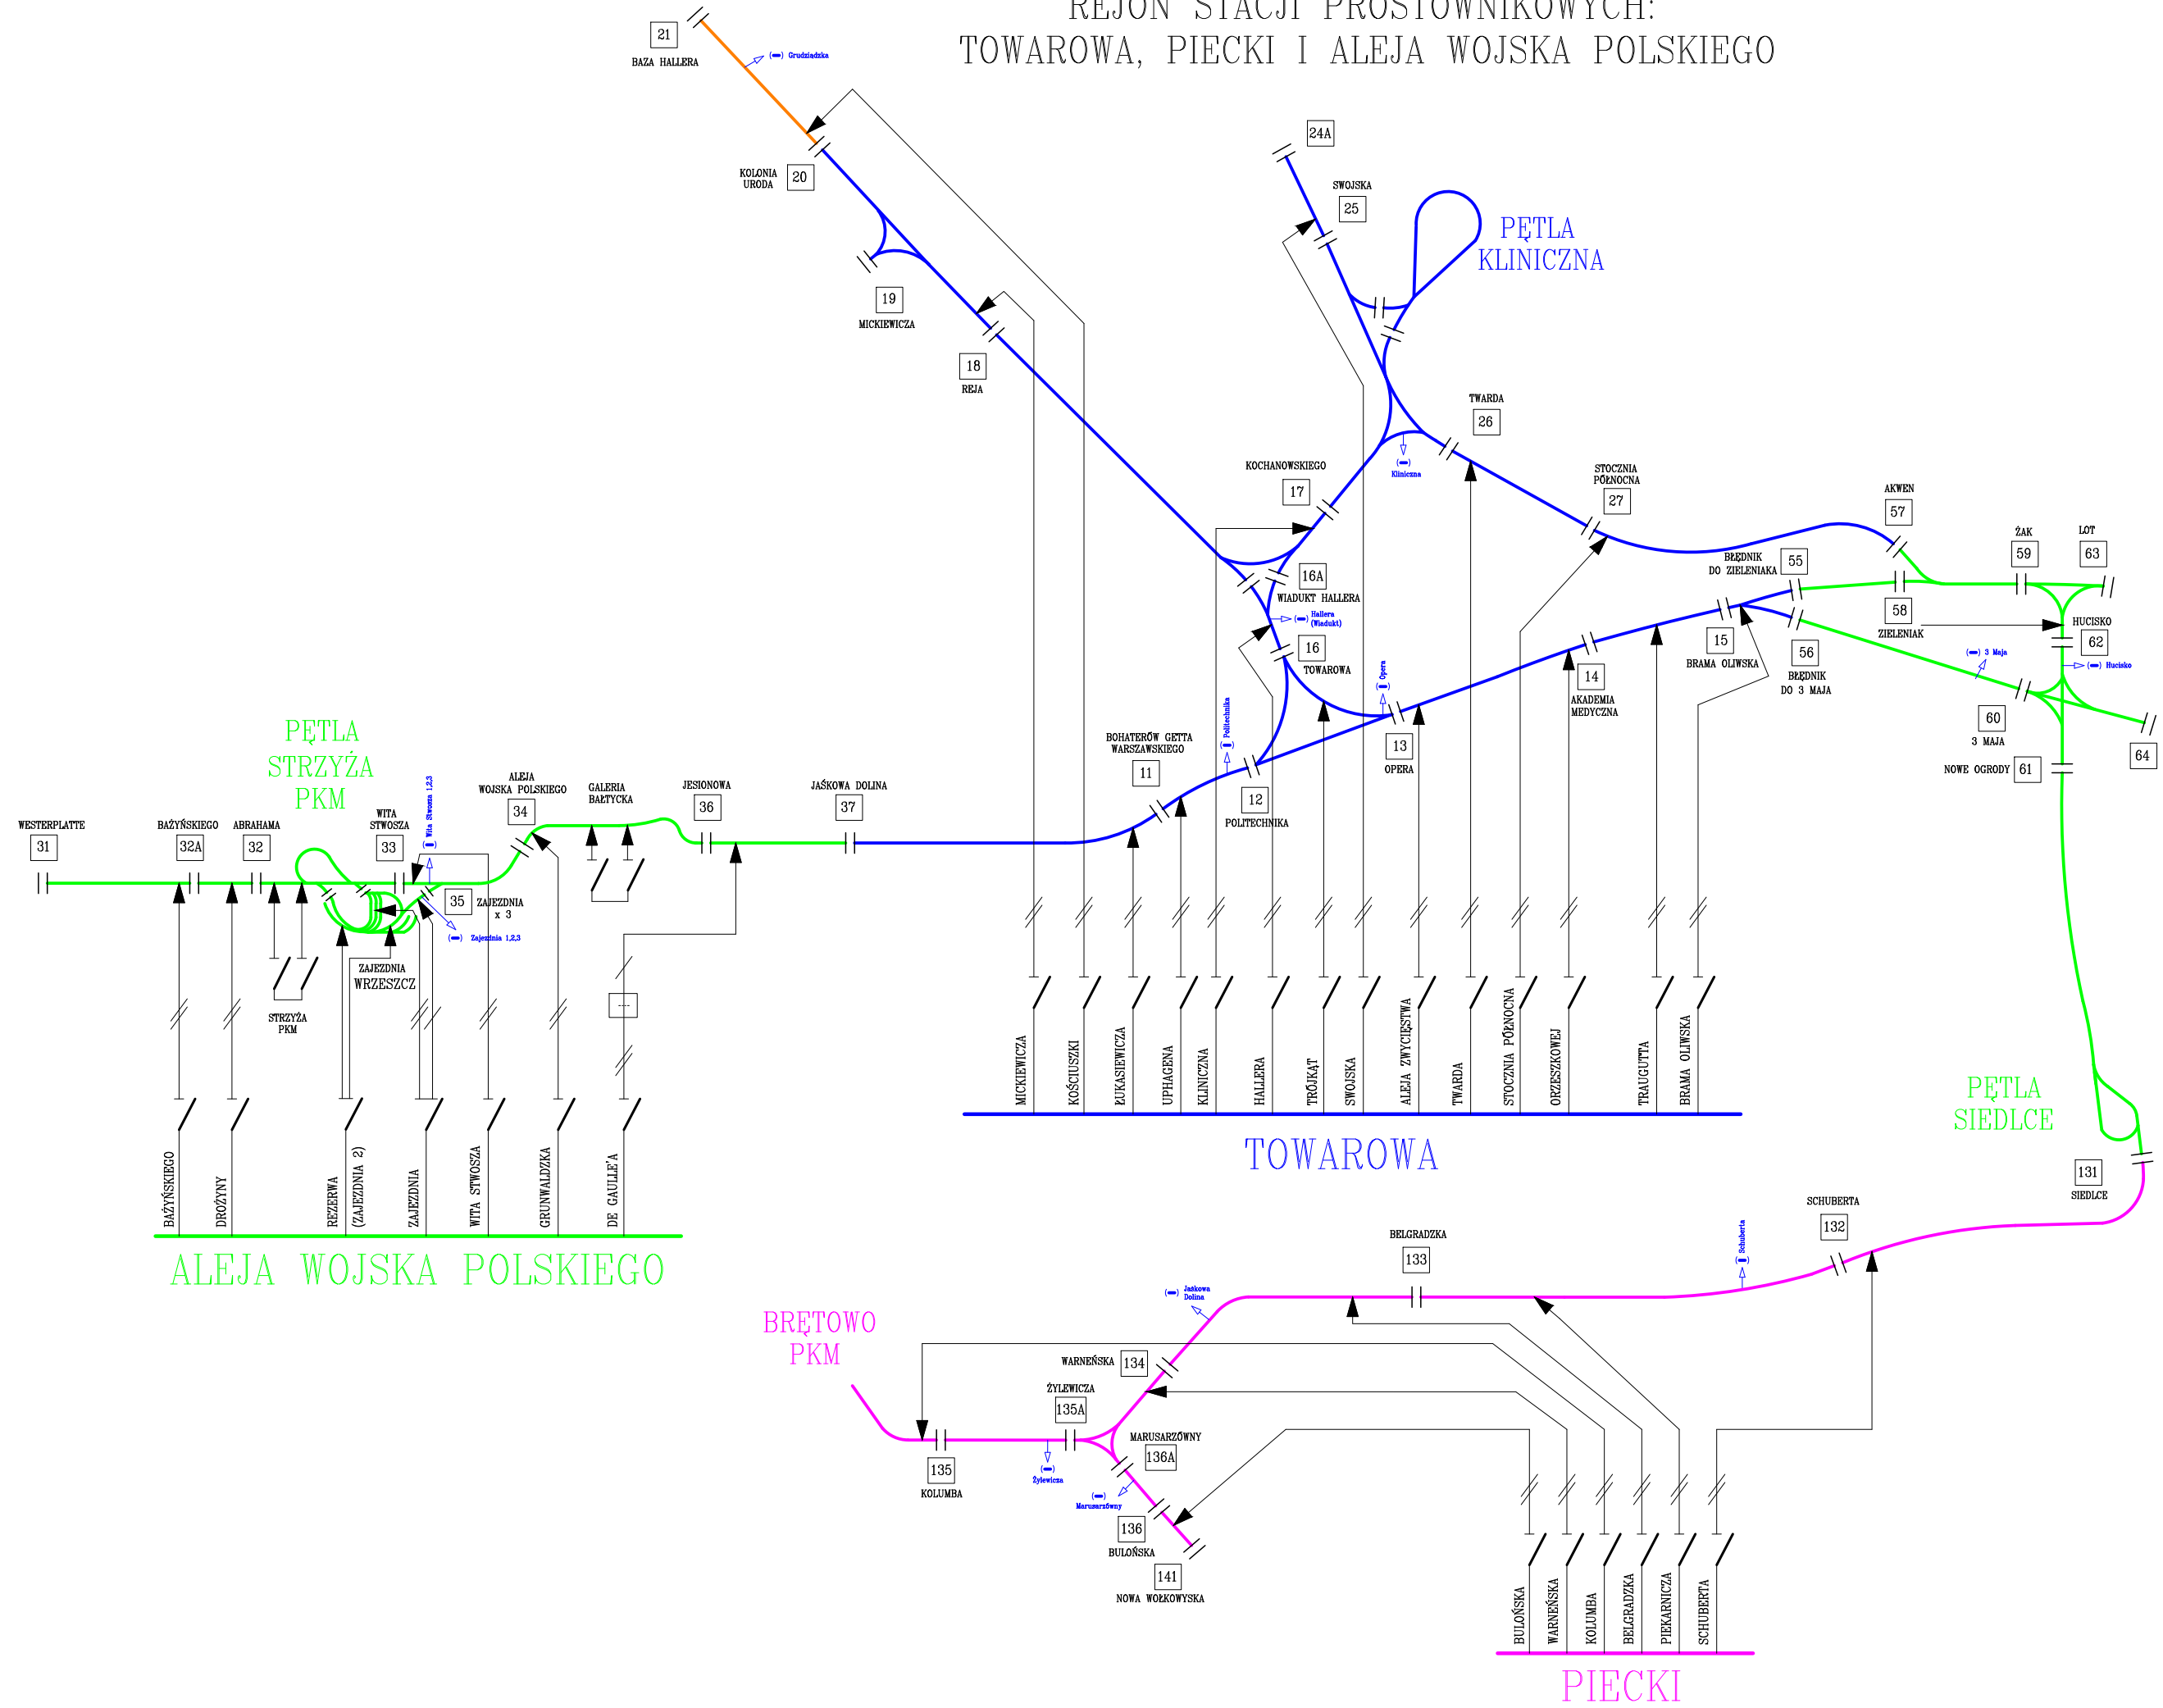 REJON STACJI PROSTOWNIKOWYCH:
TOWAROWA, PIECKI I ALEJA WOJSKA POLSKIEGO
21
BAZA HALLERA
(-) Grudziądzka
KOLONIA
URODA
20
19
MICKIEWICZA
18
REJA
24A
SWOJSKA
25
PĘTLA
KLINICZNA
TWARDA
26
(-)
Kliniczna
KOCHANOWSKIEGO
17
STOCZNIA
PÓŁNOCNA
27
AKWEN
57
ŻAK
59
LOT
63
BŁĘDNIK
DO ZIELENIAKA
55
16A
WIADUKT HALLERA
(-) Hallera
(Wiadukt)
58
ZIELENIAK
HUCISKO
62
(-) Hucisko
16
TOWAROWA
15
BRAMA OLIWSKA
56
BŁĘDNIK
DO 3 MAJA
(-) 3 Maja
14
AKADEMIA
MEDYCZNA
(-) Opera
13
OPERA
60
3 MAJA
NOWE OGRODY
61
64
(-) Politechnika
BOHATERÓW GETTA
WARSZAWSKIEGO
11
12
POLITECHNIKA
PĘTLA
STRZYŻA
PKM
WESTERPLATTE
31
BAŻYŃSKIEGO
32A
ABRAHAMA
32
WITA
STWOSZA
33
(-) Wita Stwosza 1,2,3
ALEJA
WOJSKA POLSKIEGO
34
GALERIA
BAŁTYCKA
JESIONOWA
36
JAŚKOWA DOLINA
37
35
ZAJEZDNIA
x 3
(-) Zajezdnia 1,2,3
ZAJEZDNIA
WRZESZCZ
STRZYŻA
PKM
BAŻYŃSKIEGO
DROŻYNY
REZERWA
(ZAJEZDNIA 2)
ZAJEZDNIA
WITA STWOSZA
GRUNWALDZKA
DE GAULE'A
ALEJA WOJSKA POLSKIEGO
MICKIEWICZA
KOŚCIUSZKI
ŁUKASIEWICZA
UPHAGENA
KLINICZNA
HALLERA
TRÓJKĄT
SWOJSKA
ALEJA ZWYCIĘSTWA
TWARDA
STOCZNIA PÓŁNOCNA
ORZESZKOWEJ
TRAUGUTTA
BRAMA OLIWSKA
TOWAROWA
PĘTLA
SIEDLCE
131
SIEDLCE
SCHUBERTA
132
(-) Schuberta
BELGRADZKA
133
(-) Jaśkowa
Dolina
BRĘTOWO
PKM
WARNEŃSKA
134
ŻYLEWICZA
135A
MARUSARZÓWNY
136A
135
KOLUMBA
(-)
Żylewicza
(-)
Marusarzówny
136
BULOŃSKA
141
NOWA WOŁKOWYSKA
BULOŃSKA
WARNEŃSKA
KOLUMBA
BELGRADZKA
PIEKARNICZA
SCHUBERTA
PIECKI